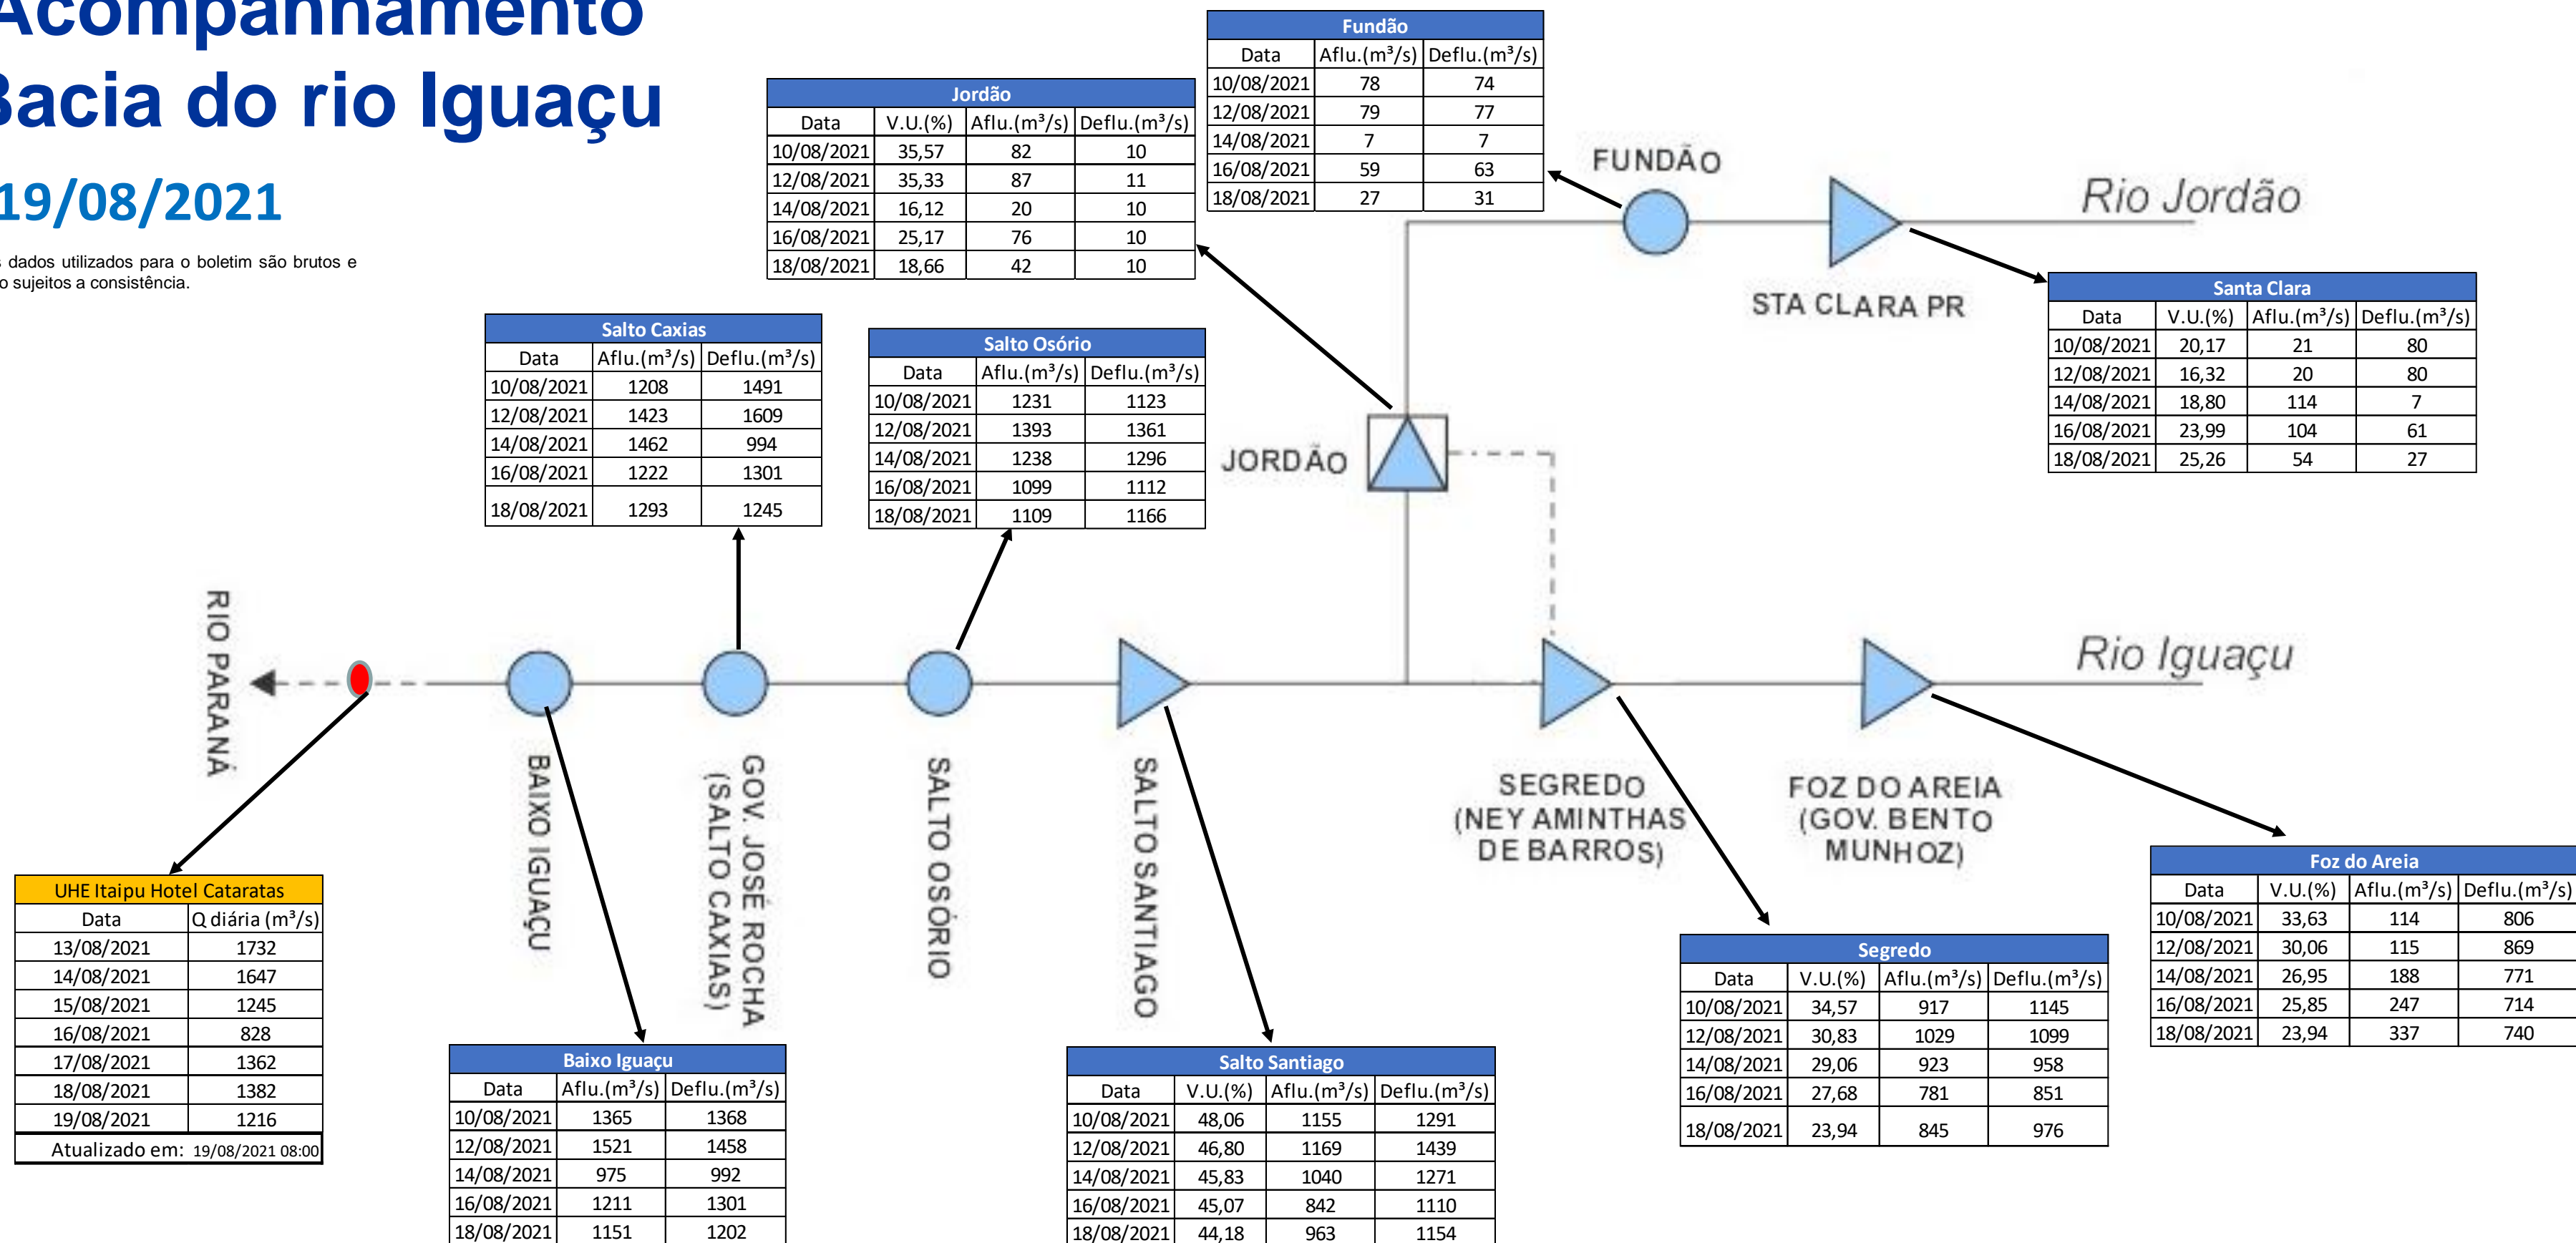 Acompanhamento
Bacia do rio Iguaçu
19/08/2021
s dados utilizados para o boletim são brutos e
o sujeitos a consistência.
Fundão
Data Aflu.(m³/s) Deflu.(m³/s)
10/08/2021 78 74
12/08/2021 79 77
14/08/2021 7 7
16/08/2021 59 63
18/08/2021 27 31
Jordão
Data V.U.(%) Aflu.(m³/s) Deflu.(m³/s)
10/08/2021 35,57 82 10
12/08/2021 35,33 87 11
14/08/2021 16,12 20 10
16/08/2021 25,17 76 10
18/08/2021 18,66 42 10
FUNDÃO
Rio Jordão
STA CLARA PR
Santa Clara
Data V.U.(%) Aflu.(m³/s) Deflu.(m³/s)
10/08/2021 20,17 21 80
12/08/2021 16,32 20 80
14/08/2021 18,80 114 7
16/08/2021 23,99 104 61
18/08/2021 25,26 54 27
Salto Caxias
Data Aflu.(m³/s) Deflu.(m³/s)
10/08/2021 1208 1491
12/08/2021 1423 1609
14/08/2021 1462 994
16/08/2021 1222 1301
18/08/2021 1293 1245
Salto Osório
Data Aflu.(m³/s) Deflu.(m³/s)
10/08/2021 1231 1123
12/08/2021 1393 1361
14/08/2021 1238 1296
16/08/2021 1099 1112
18/08/2021 1109 1166
JORDÃO
RIO PARANÁ
Rio Iguaçu
BAIXO IGUAÇU
GOV. JOSÉ ROCHA
(SALTO CAXIAS)
SALTO OSÓRIO
SALTO SANTIAGO
SEGREDO
(NEY AMINTHAS
DE BARROS)
FOZ DO AREIA
(GOV. BENTO
MUNHOZ)
UHE Itaipu Hotel Cataratas
Data Q diária (m³/s)
13/08/2021 1732
14/08/2021 1647
15/08/2021 1245
16/08/2021 828
17/08/2021 1362
18/08/2021 1382
19/08/2021 1216
Atualizado em: 19/08/2021 08:00
Baixo Iguaçu
Data Aflu.(m³/s) Deflu.(m³/s)
10/08/2021 1365 1368
12/08/2021 1521 1458
14/08/2021 975 992
16/08/2021 1211 1301
18/08/2021 1151 1202
Salto Santiago
Data V.U.(%) Aflu.(m³/s) Deflu.(m³/s)
10/08/2021 48,06 1155 1291
12/08/2021 46,80 1169 1439
14/08/2021 45,83 1040 1271
16/08/2021 45,07 842 1110
18/08/2021 44,18 963 1154
Segredo
Data V.U.(%) Aflu.(m³/s) Deflu.(m³/s)
10/08/2021 34,57 917 1145
12/08/2021 30,83 1029 1099
14/08/2021 29,06 923 958
16/08/2021 27,68 781 851
18/08/2021 23,94 845 976
Foz do Areia
Data V.U.(%) Aflu.(m³/s) Deflu.(m³/s)
10/08/2021 33,63 114 806
12/08/2021 30,06 115 869
14/08/2021 26,95 188 771
16/08/2021 25,85 247 714
18/08/2021 23,94 337 740